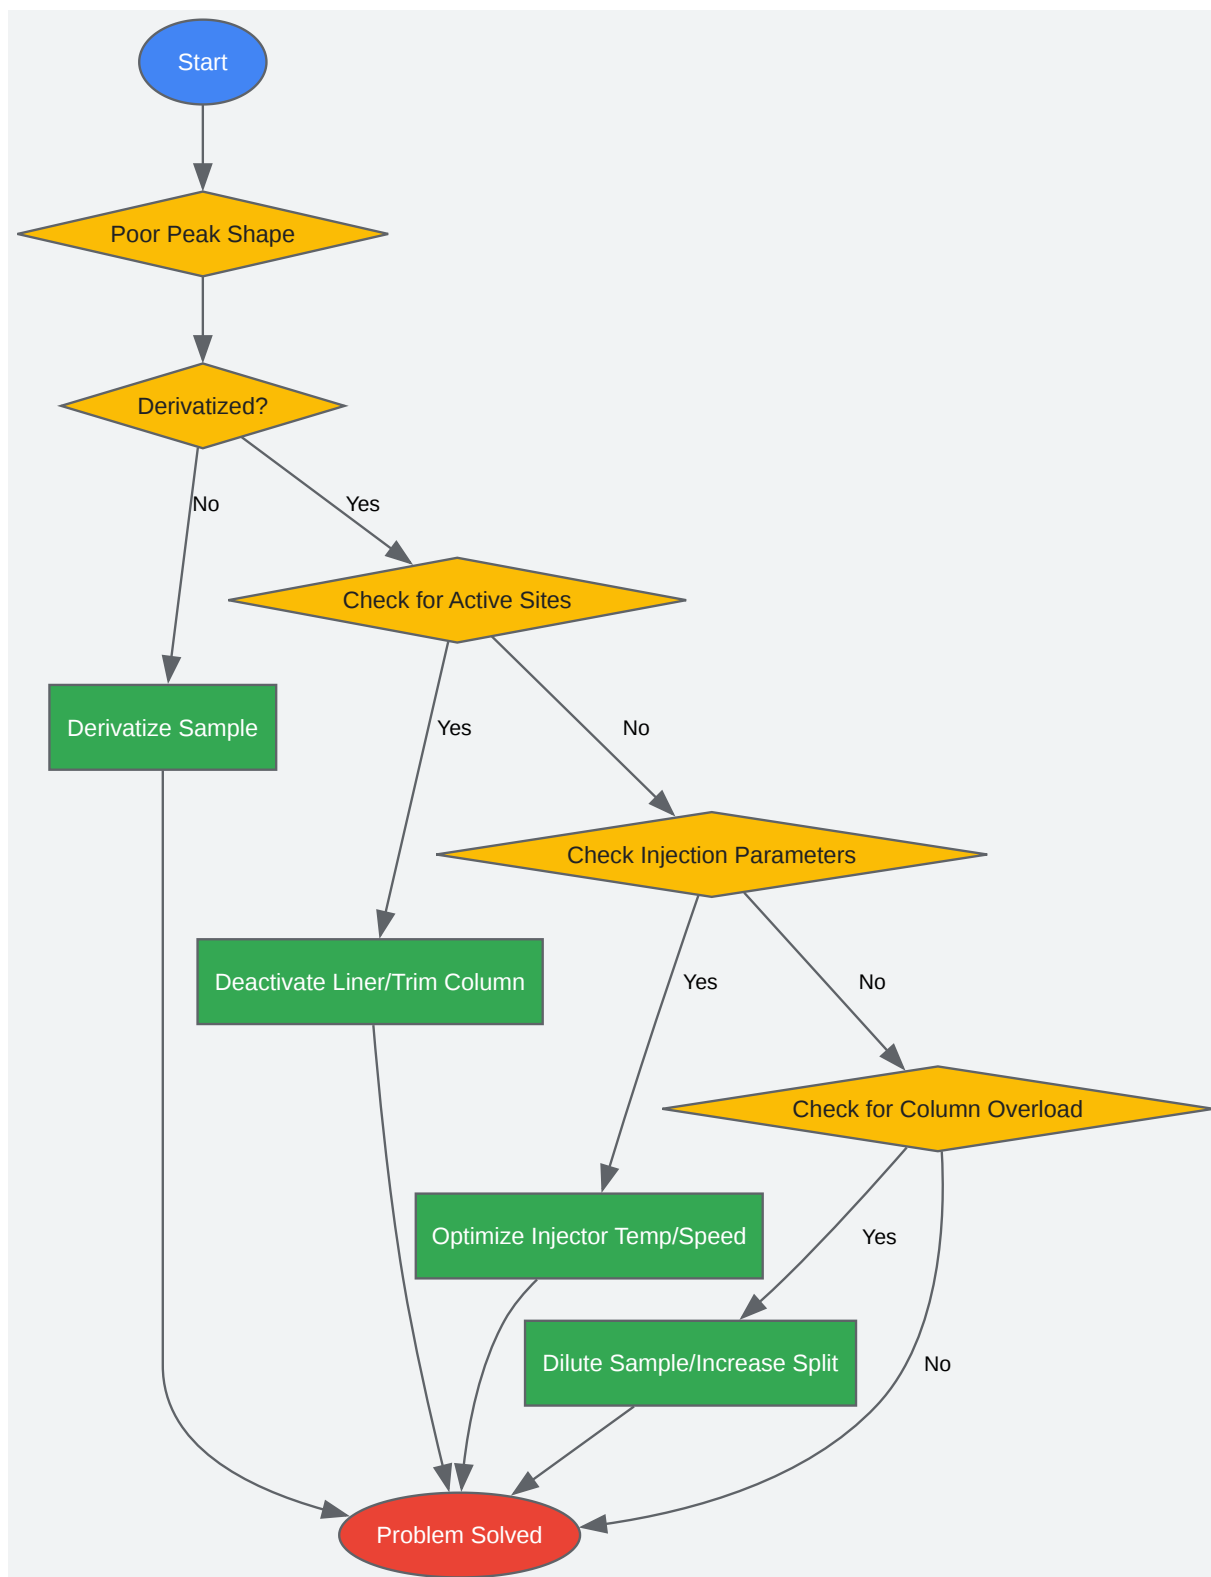 Start
Poor Peak Shape
Derivatized?
No
Yes
Check for Active Sites
Derivatize Sample
Yes
No
Check Injection Parameters
Deactivate Liner/Trim Column
Yes
No
Check for Column Overload
Optimize Injector Temp/Speed
Yes
Dilute Sample/Increase Split
No
Problem Solved